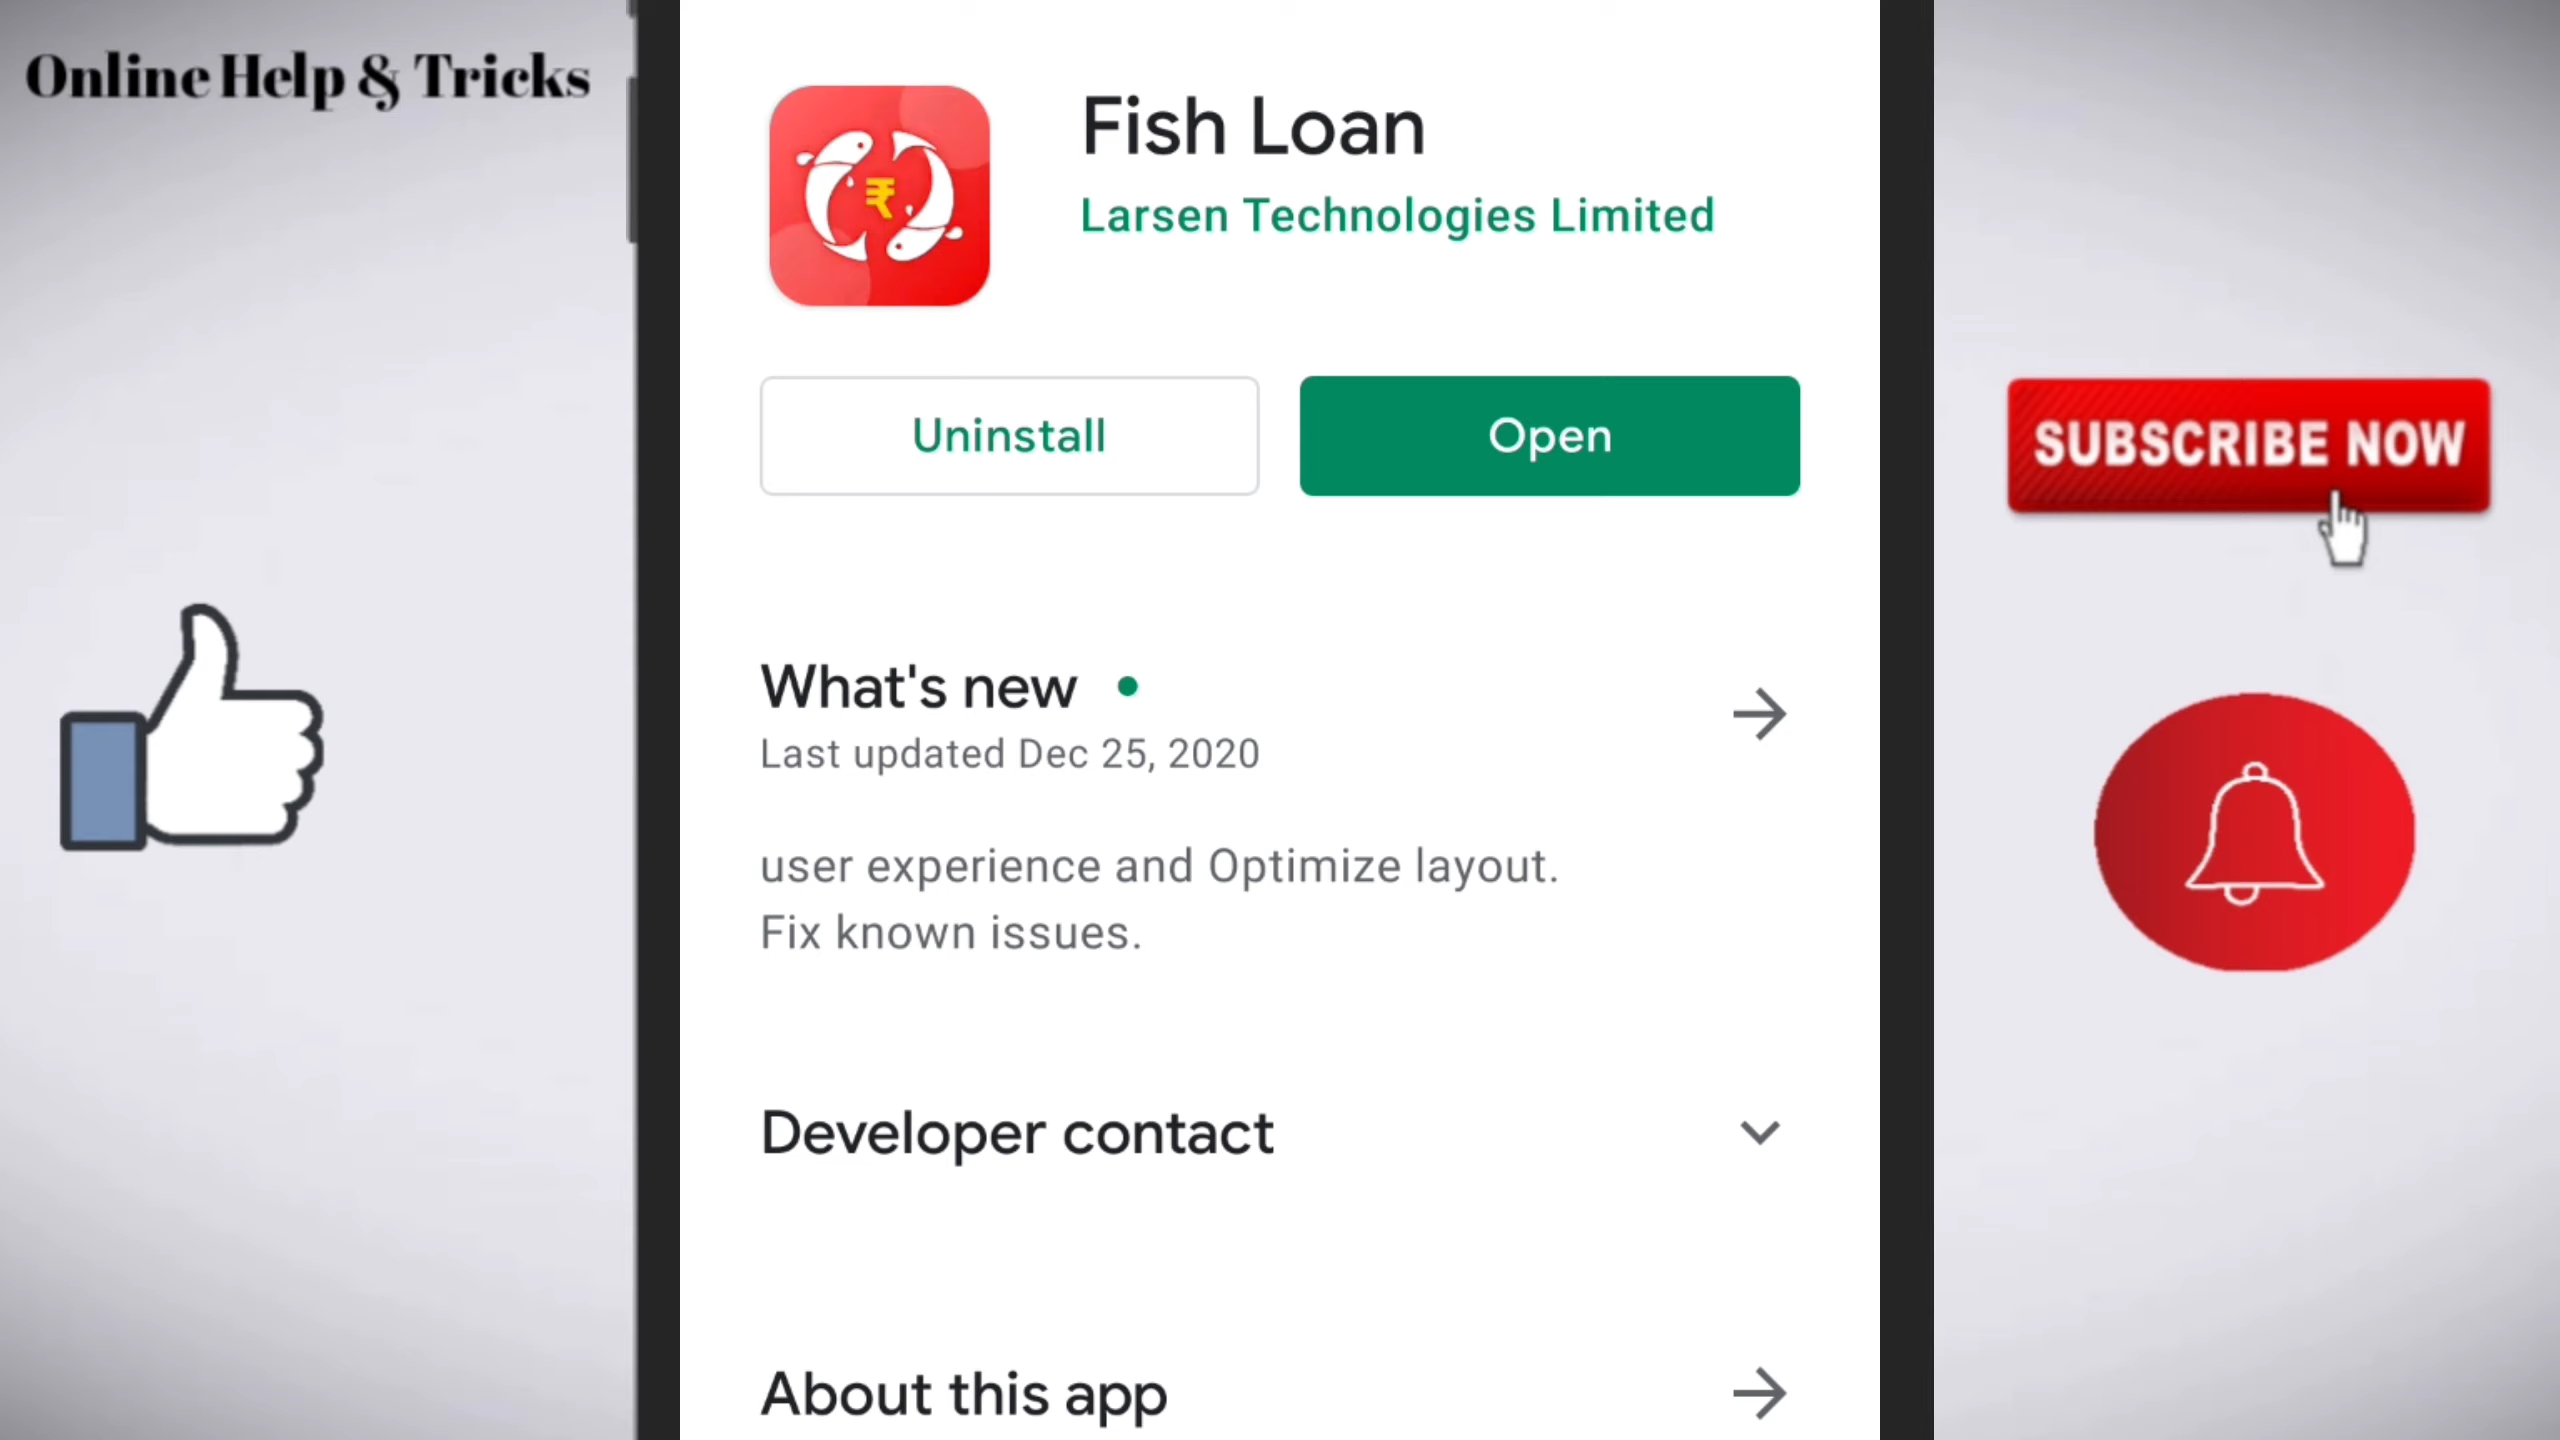 Online Help & Tricks
Fish Loan
Larsen Technologies Limited
₹
Uninstall
Open
SUBSCRIBE NOW
What's new
Last updated Dec 25, 2020
user experience and Optimize layout.
Fix known issues.
Developer contact
About this app